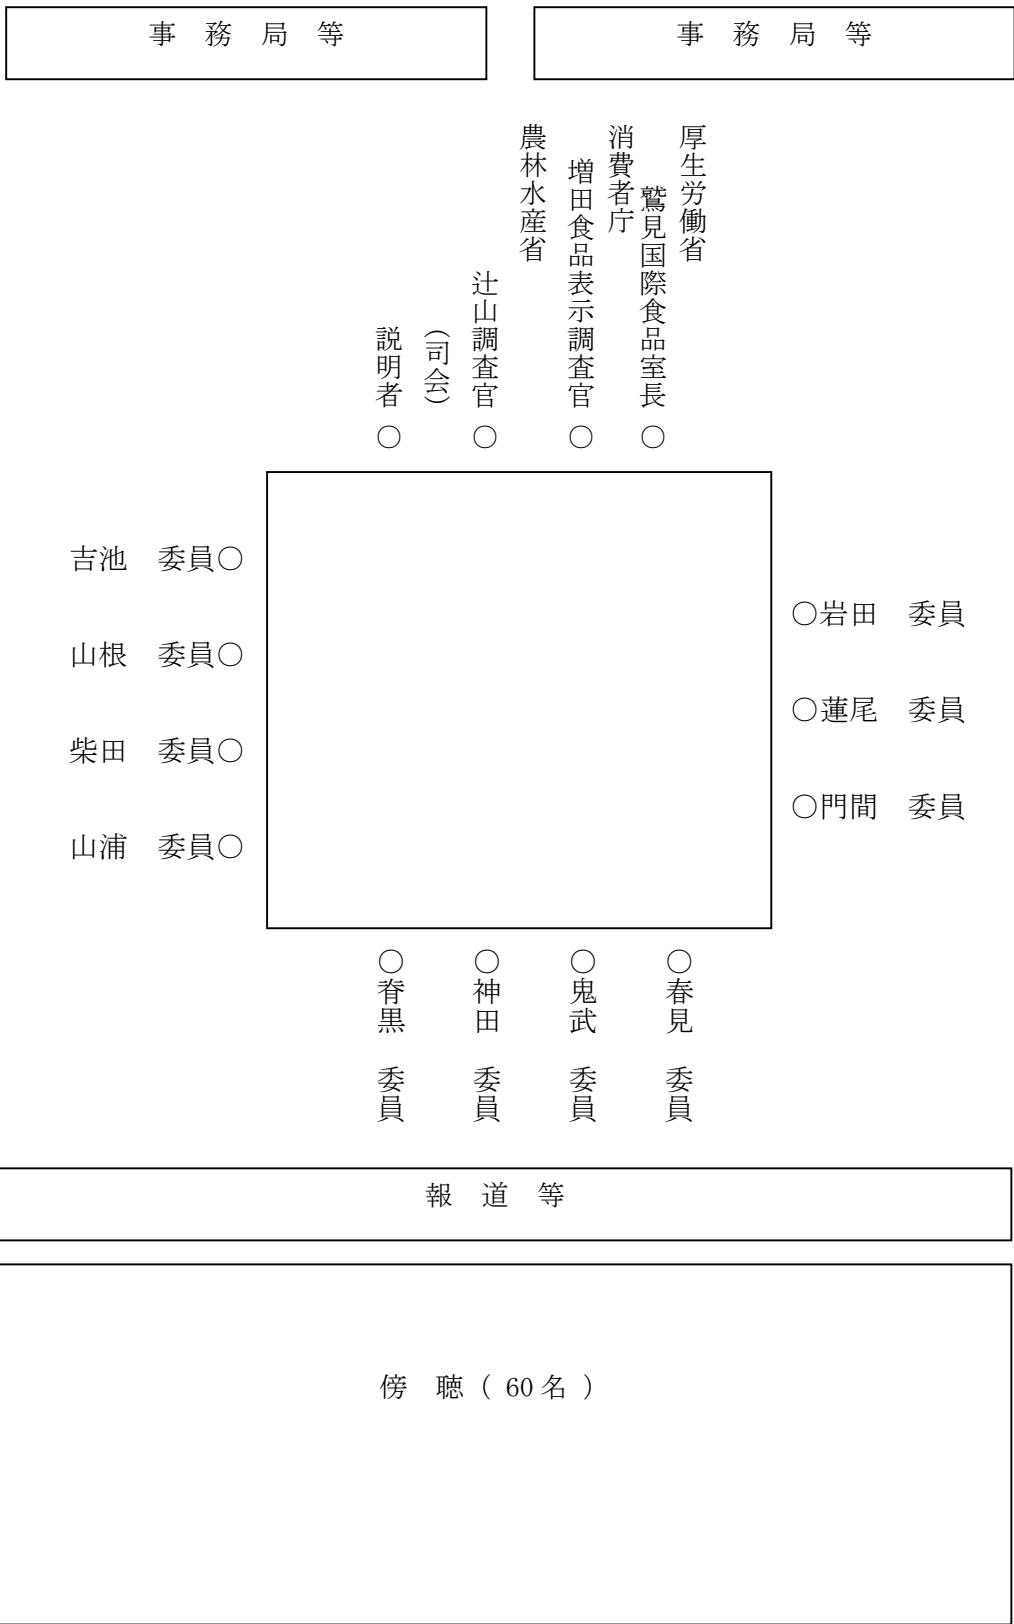 事 務 局 等
事 務 局 等
厚生労働省
鷲見国際食品室長 ○
消費者庁
増田食品表示調査官 ○
農林水産省
辻山調査官 ○
（司会）
説明者 ○
吉池　委員○
山根　委員○
柴田　委員○
山浦　委員○
○岩田　委員
○蓮尾　委員
○門間　委員
○春見　委員
○鬼武　委員
○神田　委員
○脊黒　委員
報 道 等
傍　聴（ 60 名 ）